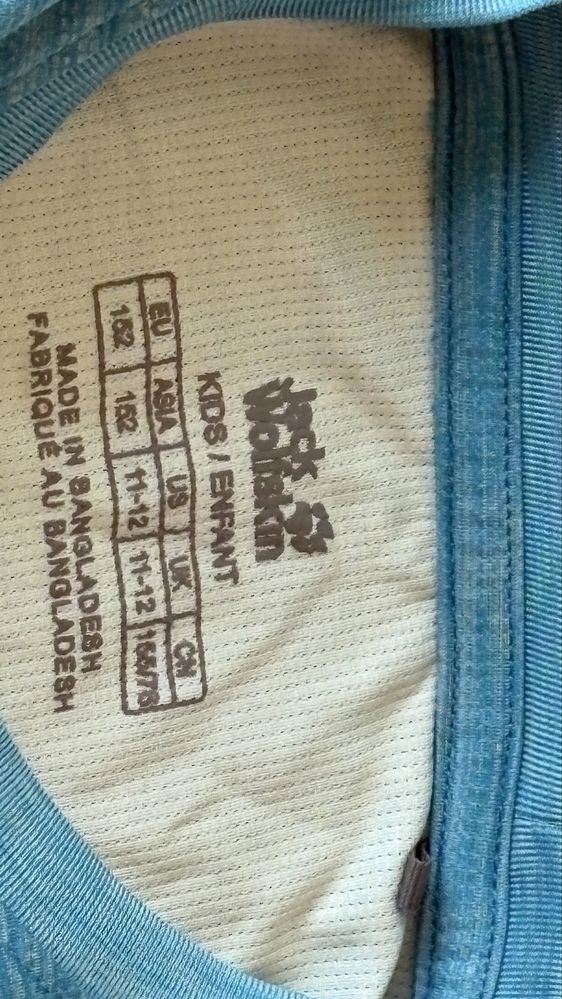 Jack
Wolfskin
KIDS / ENFANT
EU ASIA US UK CN
152 152 11-12 11-12 155/76
MADE IN BANGLADESH
FABRIQUÉ AU BANGLADESH